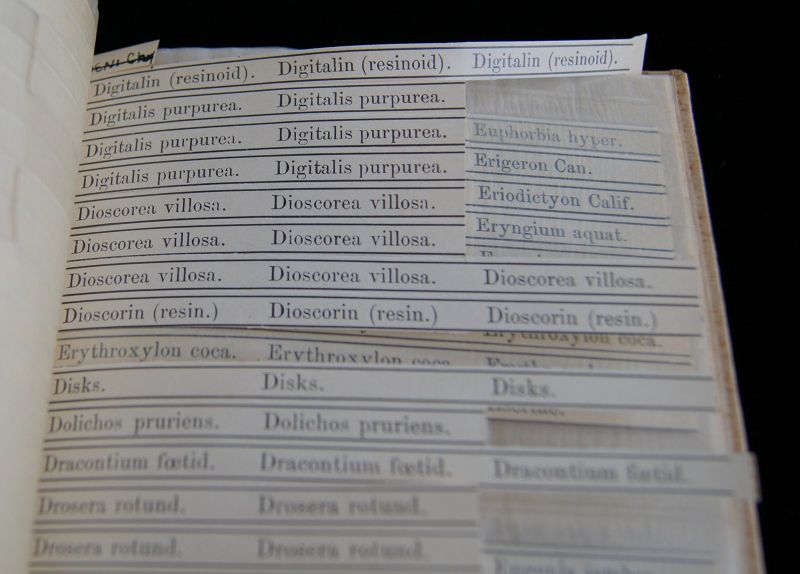 Digitalin (resinoid). Digitalin (resinoid). Digitalin (resinoid).
Digitalis purpurea. Digitalis purpurea.
Digitalis purpurea. Digitalis purpurea. Euphorbia hyper.
Digitalis purpurea. Digitalis purpurea. Erigeron Can.
Dioscorea villosa. Dioscorea villosa. Eriodictyon Calif.
Dioscorea villosa. Dioscorea villosa. Eryngium aquat.
Dioscorea villosa. Dioscorea villosa. Dioscorea villosa.
Dioscorin (resin.) Dioscorin (resin.) Dioscorin (resin.)
Erythroxylon coca. Erythroxylon coca. Erythroxylon coca.
Disks. Disks. Disks.
Dolichos pruriens. Dolichos pruriens.
Dracontium fœtid. Dracontium fœtid. Dracontium fœtid.
Drosera rotund. Drosera rotund.
Drosera rotund. Drosera rotund.